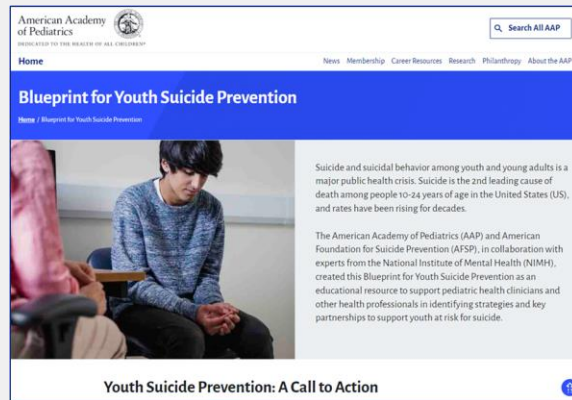 American Academy
of Pediatrics
DEDICATED TO THE HEALTH OF ALL CHILDREN®
Search All AAP
Home
News Membership Career Resources Research Philanthropy About the AAP
Blueprint for Youth Suicide Prevention
Home / Blueprint for Youth Suicide Prevention
Suicide and suicidal behavior among youth and young adults is a
major public health crisis. Suicide is the 2nd leading cause of
death among people 10-24 years of age in the United States (US),
and rates have been rising for decades.
The American Academy of Pediatrics (AAP) and American
Foundation for Suicide Prevention (AFSP), in collaboration with
experts from the National Institute of Mental Health (NIMH),
created this Blueprint for Youth Suicide Prevention as an
educational resource to support pediatric health clinicians and
other health professionals in identifying strategies and key
partnerships to support youth at risk for suicide.
Youth Suicide Prevention: A Call to Action